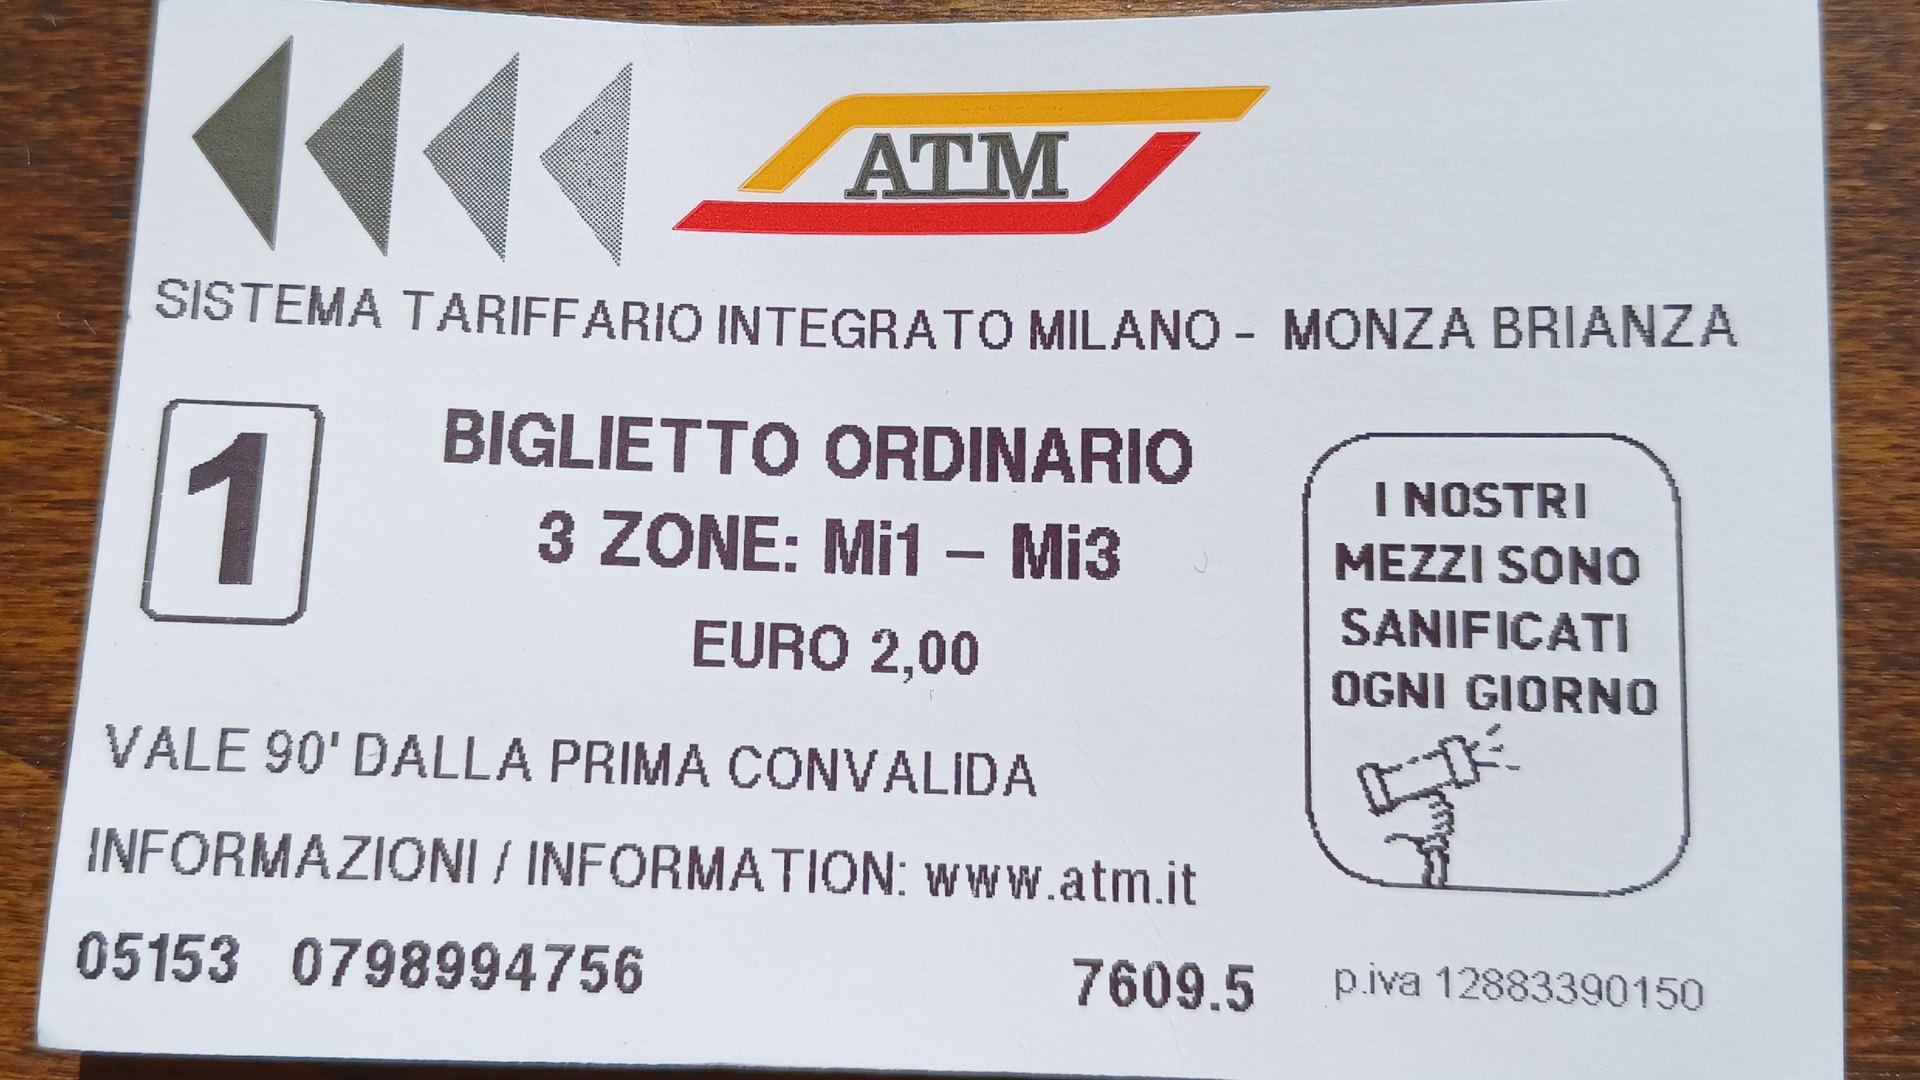 ATM
SISTEMA TARIFFARIO INTEGRATO MILANO - MONZA BRIANZA
1
BIGLIETTO ORDINARIO
3 ZONE: Mi1 – Mi3
EURO 2,00
I NOSTRI
MEZZI SONO
SANIFICATI
OGNI GIORNO
VALE 90' DALLA PRIMA CONVALIDA
INFORMAZIONI / INFORMATION: www.atm.it
05153 0798994756 7609.5 p.iva 12883390150